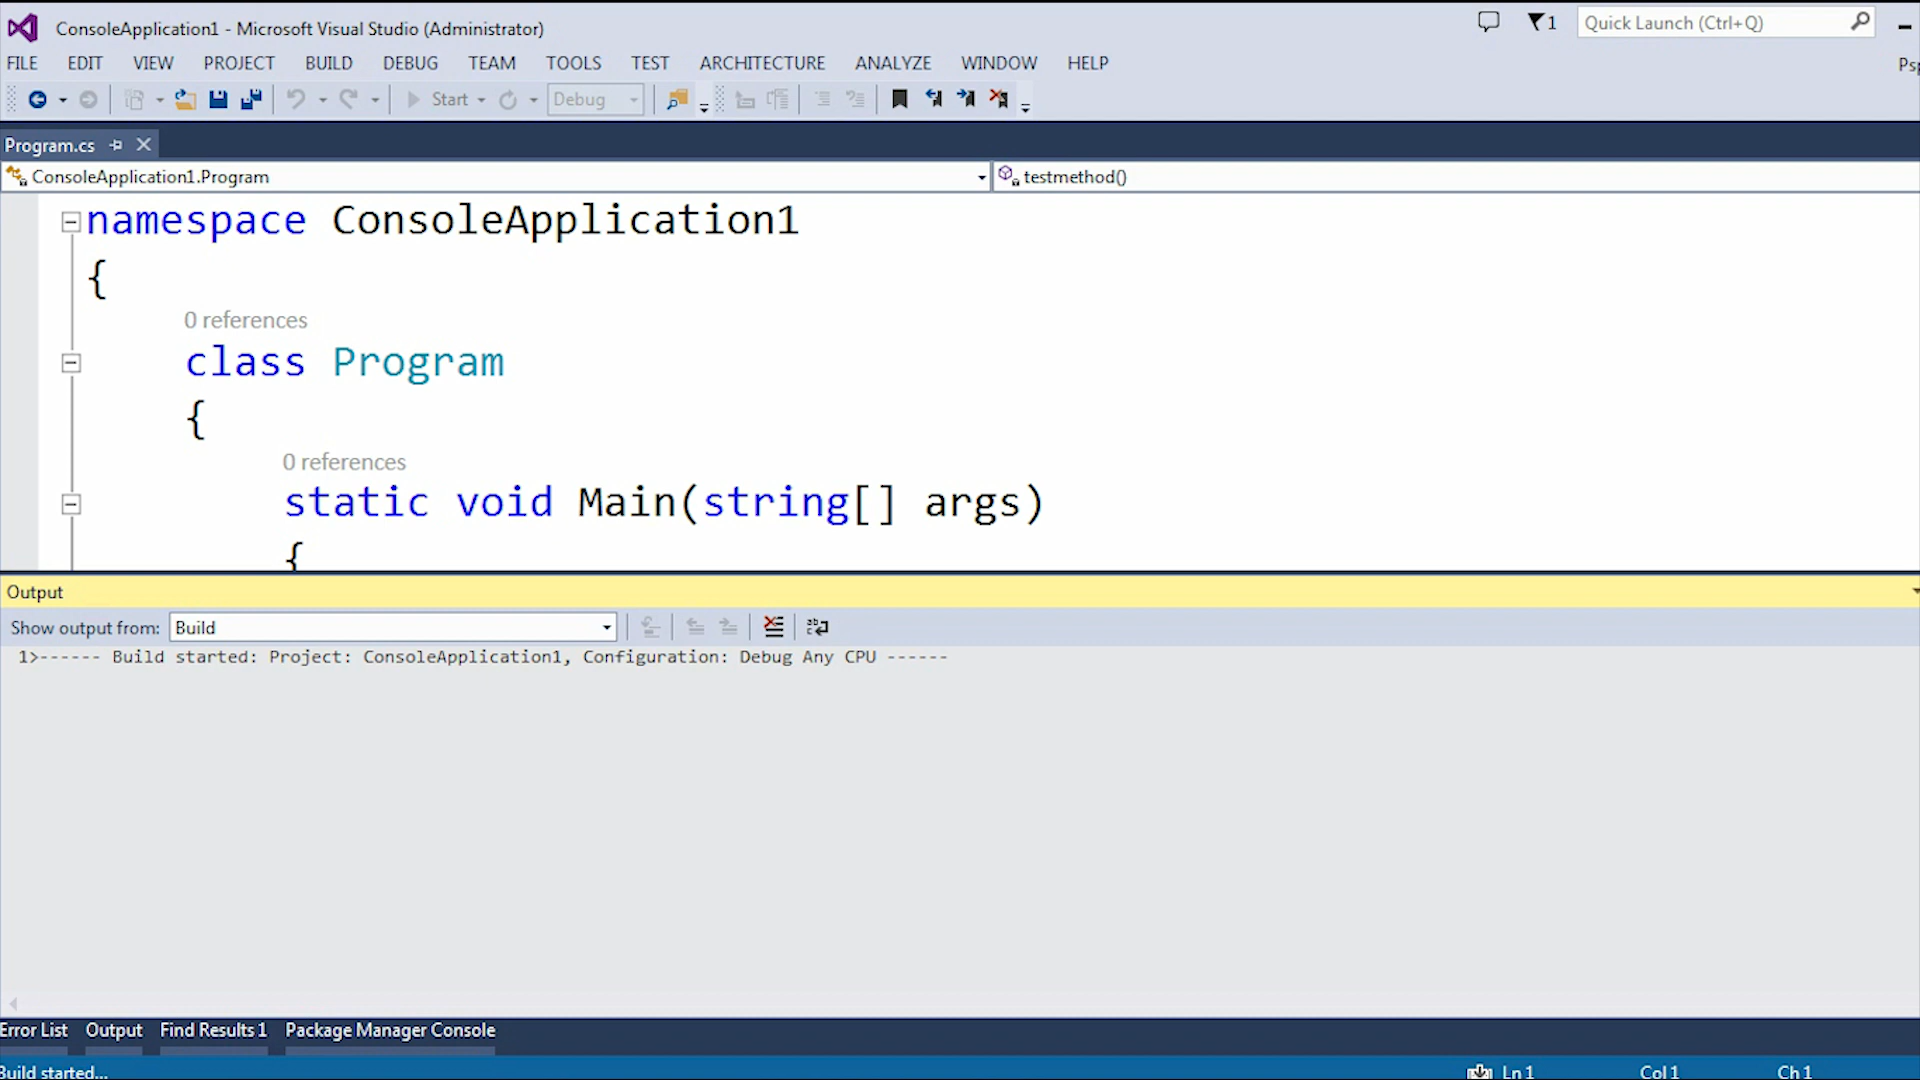 ConsoleApplication1 - Microsoft Visual Studio (Administrator)
1
Quick Launch (Ctrl+Q)
FILE EDIT VIEW PROJECT BUILD DEBUG TEAM TOOLS TEST ARCHITECTURE ANALYZE WINDOW HELP
Start Debug
Program.cs
ConsoleApplication1.Program testmethod()
namespace ConsoleApplication1
{
0 references
class Program
{
0 references
static void Main(string[] args)
{
Output
Show output from: Build
1>------ Build started: Project: ConsoleApplication1, Configuration: Debug Any CPU ------
Error List Output Find Results 1 Package Manager Console
Build started... Ln 1 Col 1 Ch 1